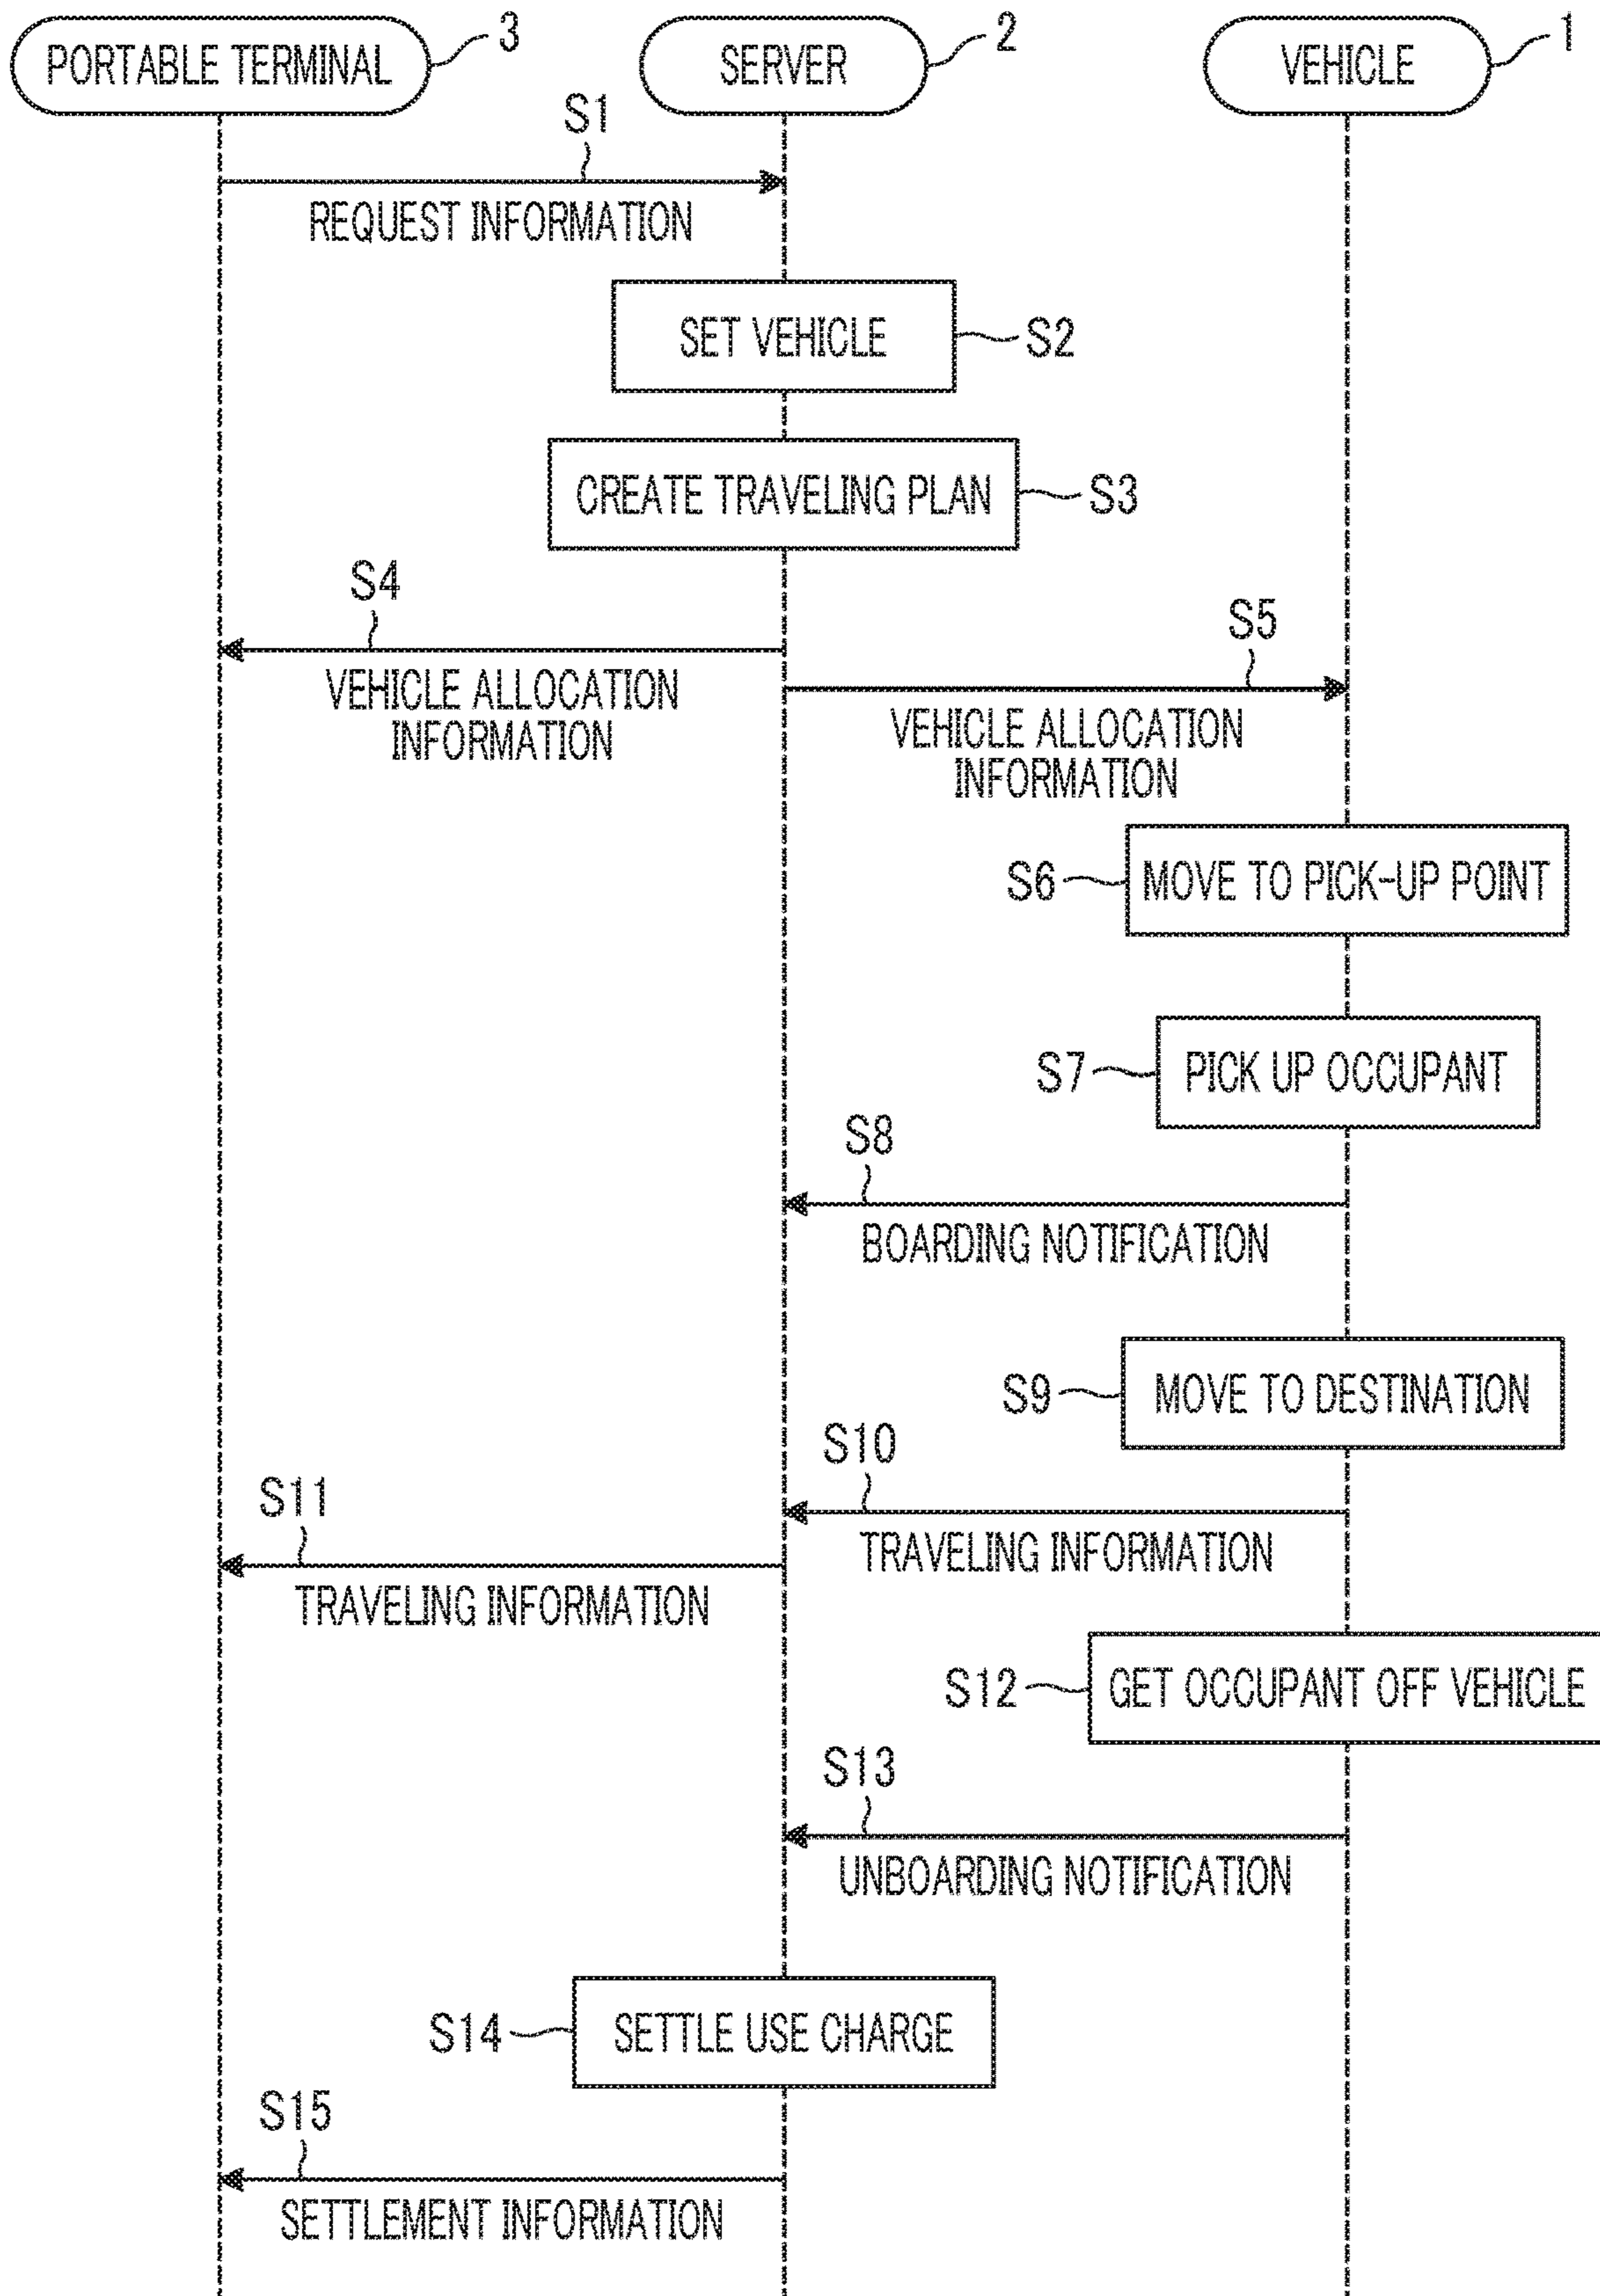 PORTABLE TERMINAL
3
SERVER
2
VEHICLE
1
S1
REQUEST INFORMATION
SET VEHICLE
S2
CREATE TRAVELING PLAN
S3
S4
VEHICLE ALLOCATION
INFORMATION
S5
VEHICLE ALLOCATION
INFORMATION
S6
MOVE TO PICK-UP POINT
S7
PICK UP OCCUPANT
S8
BOARDING NOTIFICATION
S9
MOVE TO DESTINATION
S10
TRAVELING INFORMATION
S11
TRAVELING INFORMATION
S12
GET OCCUPANT OFF VEHICLE
S13
UNBOARDING NOTIFICATION
S14
SETTLE USE CHARGE
S15
SETTLEMENT INFORMATION